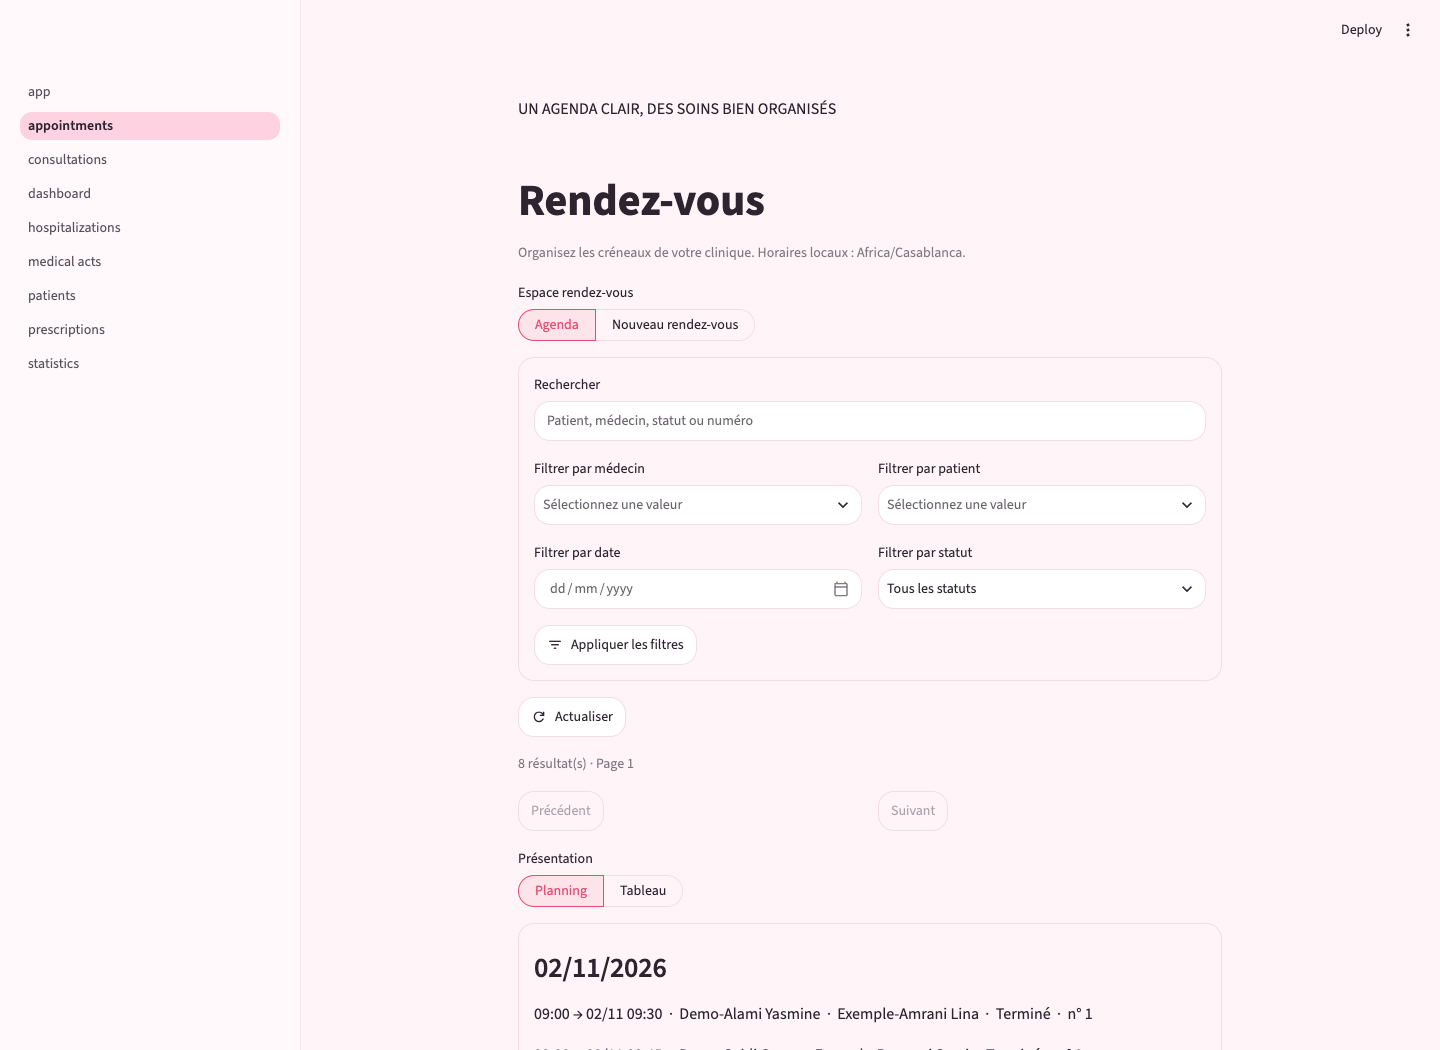 Deploy
app
appointments
consultations
dashboard
hospitalizations
medical acts
patients
prescriptions
statistics
UN AGENDA CLAIR, DES SOINS BIEN ORGANISÉS
Rendez-vous
Organisez les créneaux de votre clinique. Horaires locaux : Africa/Casablanca.
Espace rendez-vous
Agenda Nouveau rendez-vous
Rechercher
Patient, médecin, statut ou numéro
Filtrer par médecin Filtrer par patient
Sélectionnez une valeur Sélectionnez une valeur
Filtrer par date Filtrer par statut
dd / mm / yyyy Tous les statuts
Appliquer les filtres
Actualiser
8 résultat(s) · Page 1
Précédent Suivant
Présentation
Planning Tableau
02/11/2026
09:00 → 02/11 09:30 · Demo-Alami Yasmine · Exemple-Amrani Lina · Terminé · n° 1